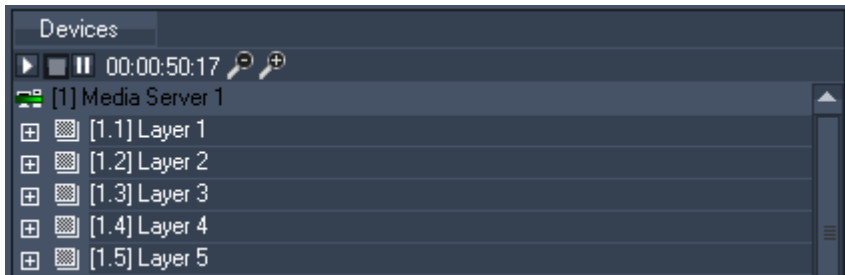 Devices
00:00:50:17
[1] Media Server 1
[1.1] Layer 1
[1.2] Layer 2
[1.3] Layer 3
[1.4] Layer 4
[1.5] Layer 5